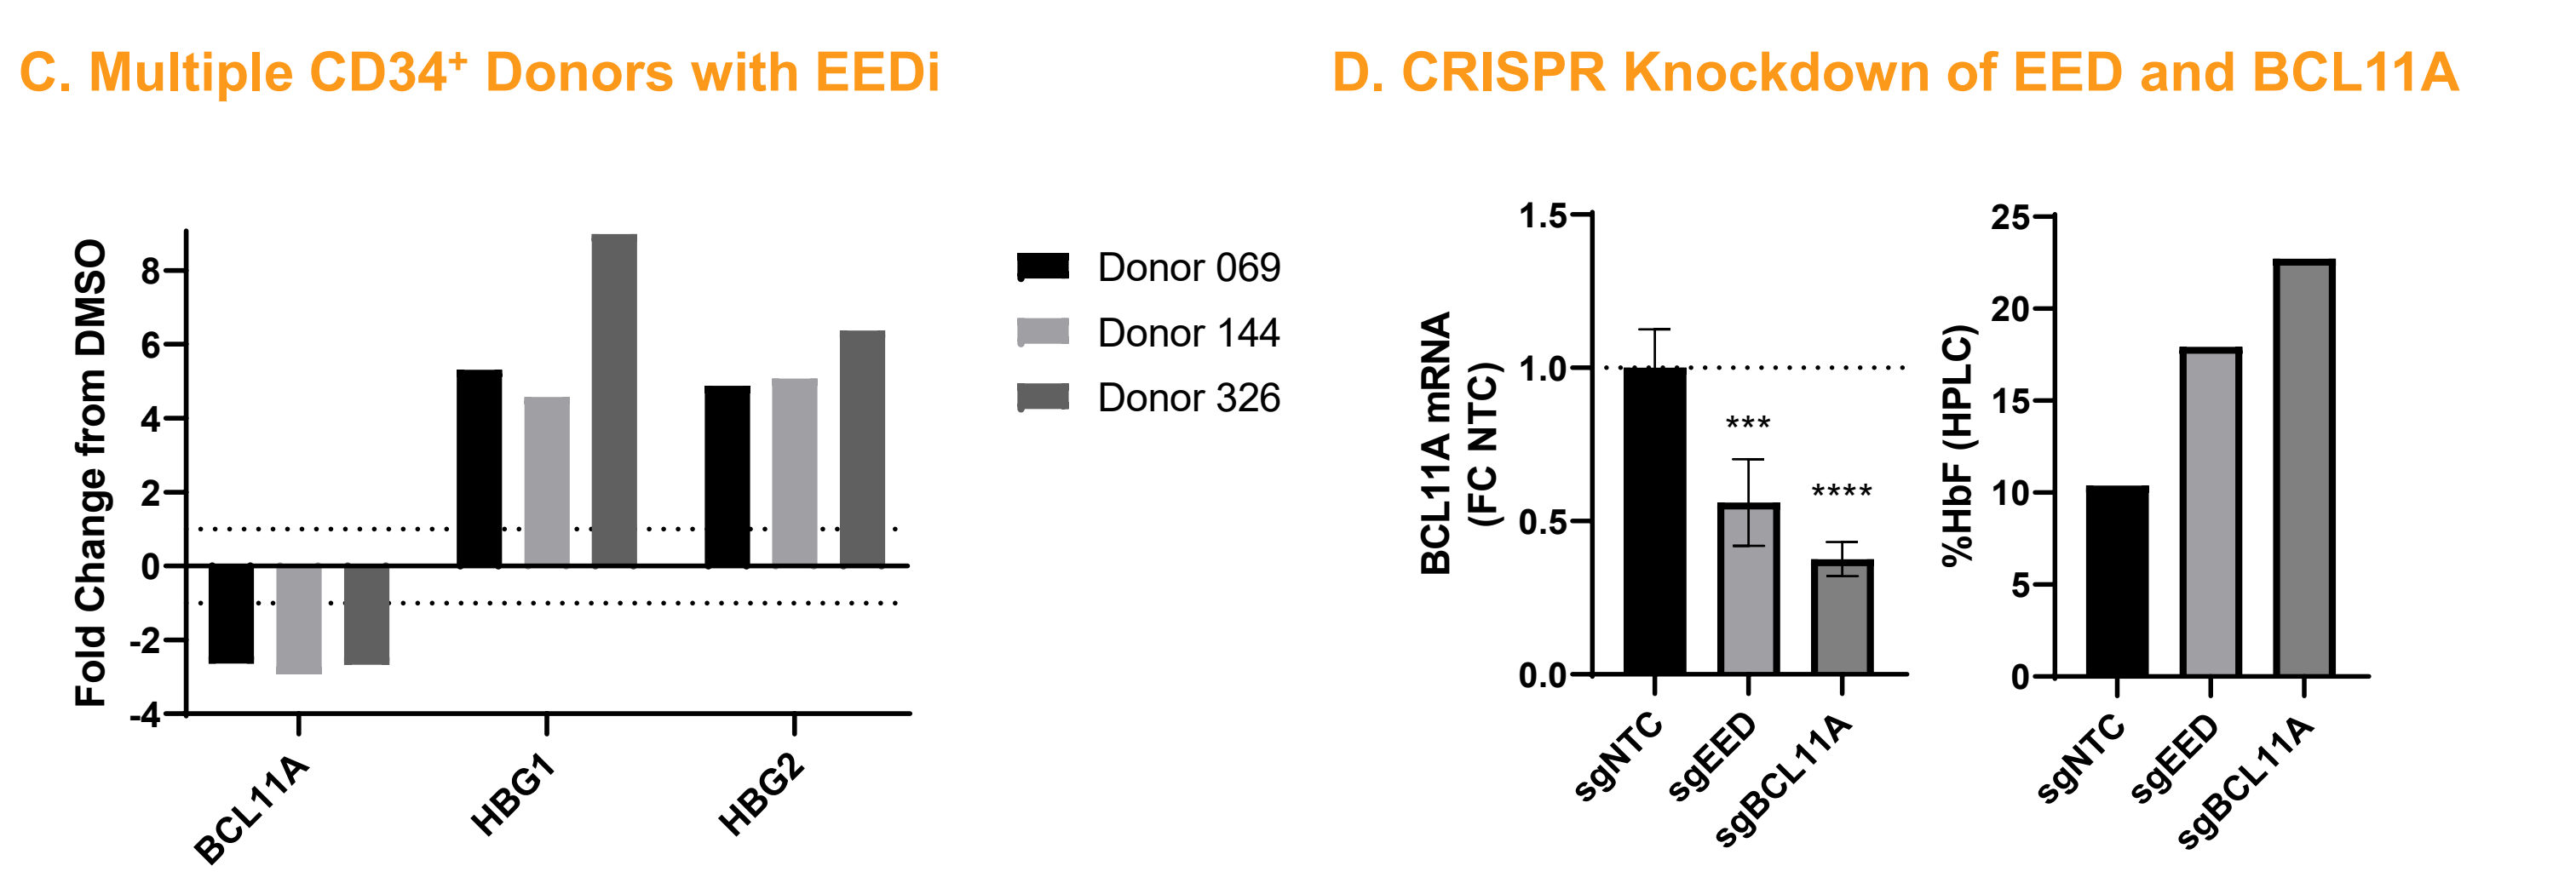 C. Multiple CD34⁺ Donors with EEDi
Fold Change from DMSO
8
6
4
2
0
-2
-4
BCL11A
HBG1
HBG2
Donor 069
Donor 144
Donor 326
D. CRISPR Knockdown of EED and BCL11A
BCL11A mRNA
(FC NTC)
1.5
1.0
0.5
0.0
***
****
sgNTC
sgEED
sgBCL11A
%HbF (HPLC)
25
20
15
10
5
0
sgNTC
sgEED
sgBCL11A